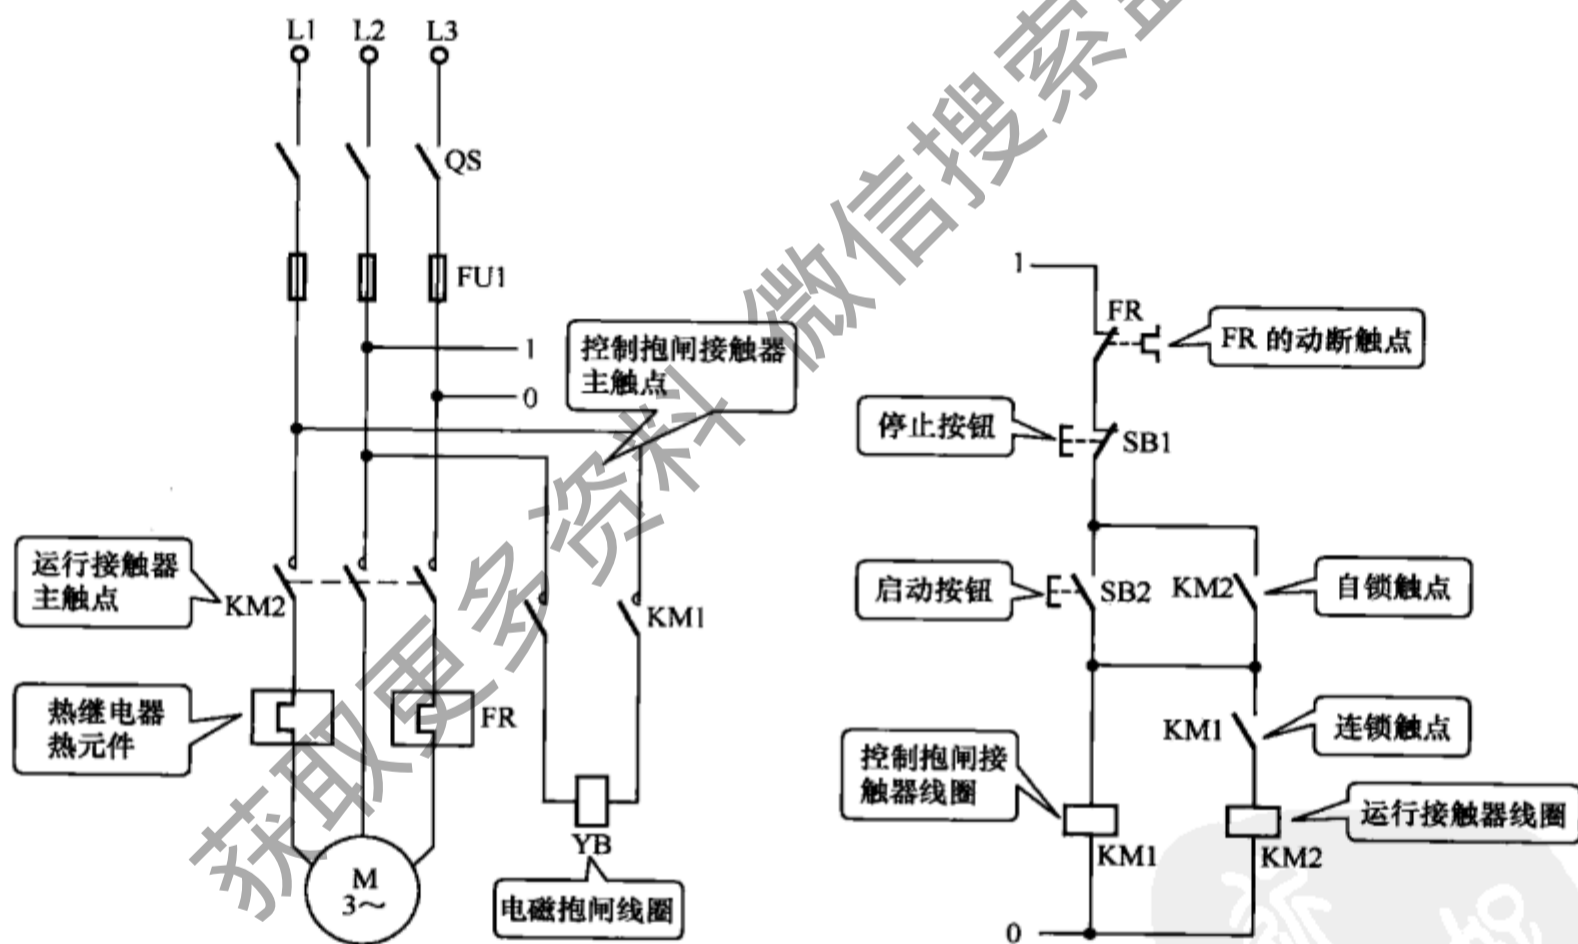 L1 L2 L3
QS
FU1
1
0
控制抱闸接触器
主触点
运行接触器
主触点
KM2
KM1
热继电器
热元件
FR
YB
M
3～
电磁抱闸线圈
1
FR
FR 的动断触点
停止按钮
SB1
启动按钮
SB2
KM2
自锁触点
KM1
连锁触点
控制抱闸接
触器线圈
KM1
运行接触器线圈
KM2
0
获取更多资料 微信搜索